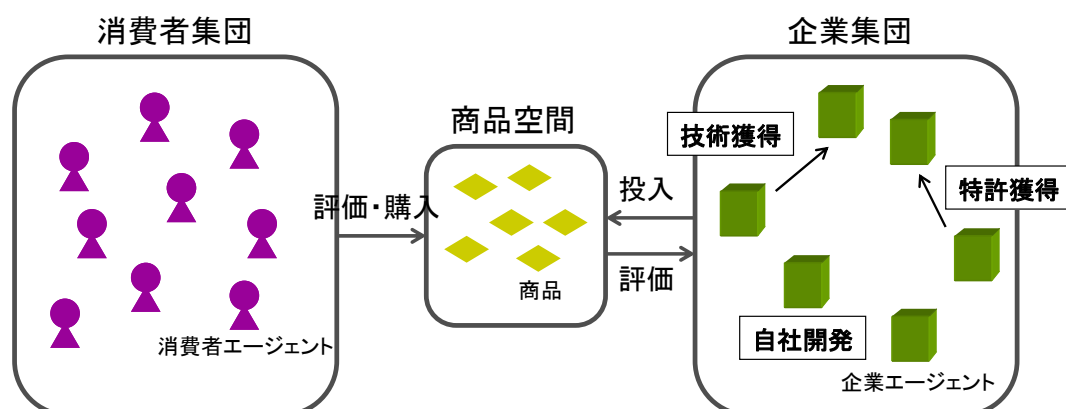 消費者集団
企業集団
商品空間
技術獲得
特許獲得
投入
評価・購入
評価
商品
自社開発
消費者エージェント
企業エージェント